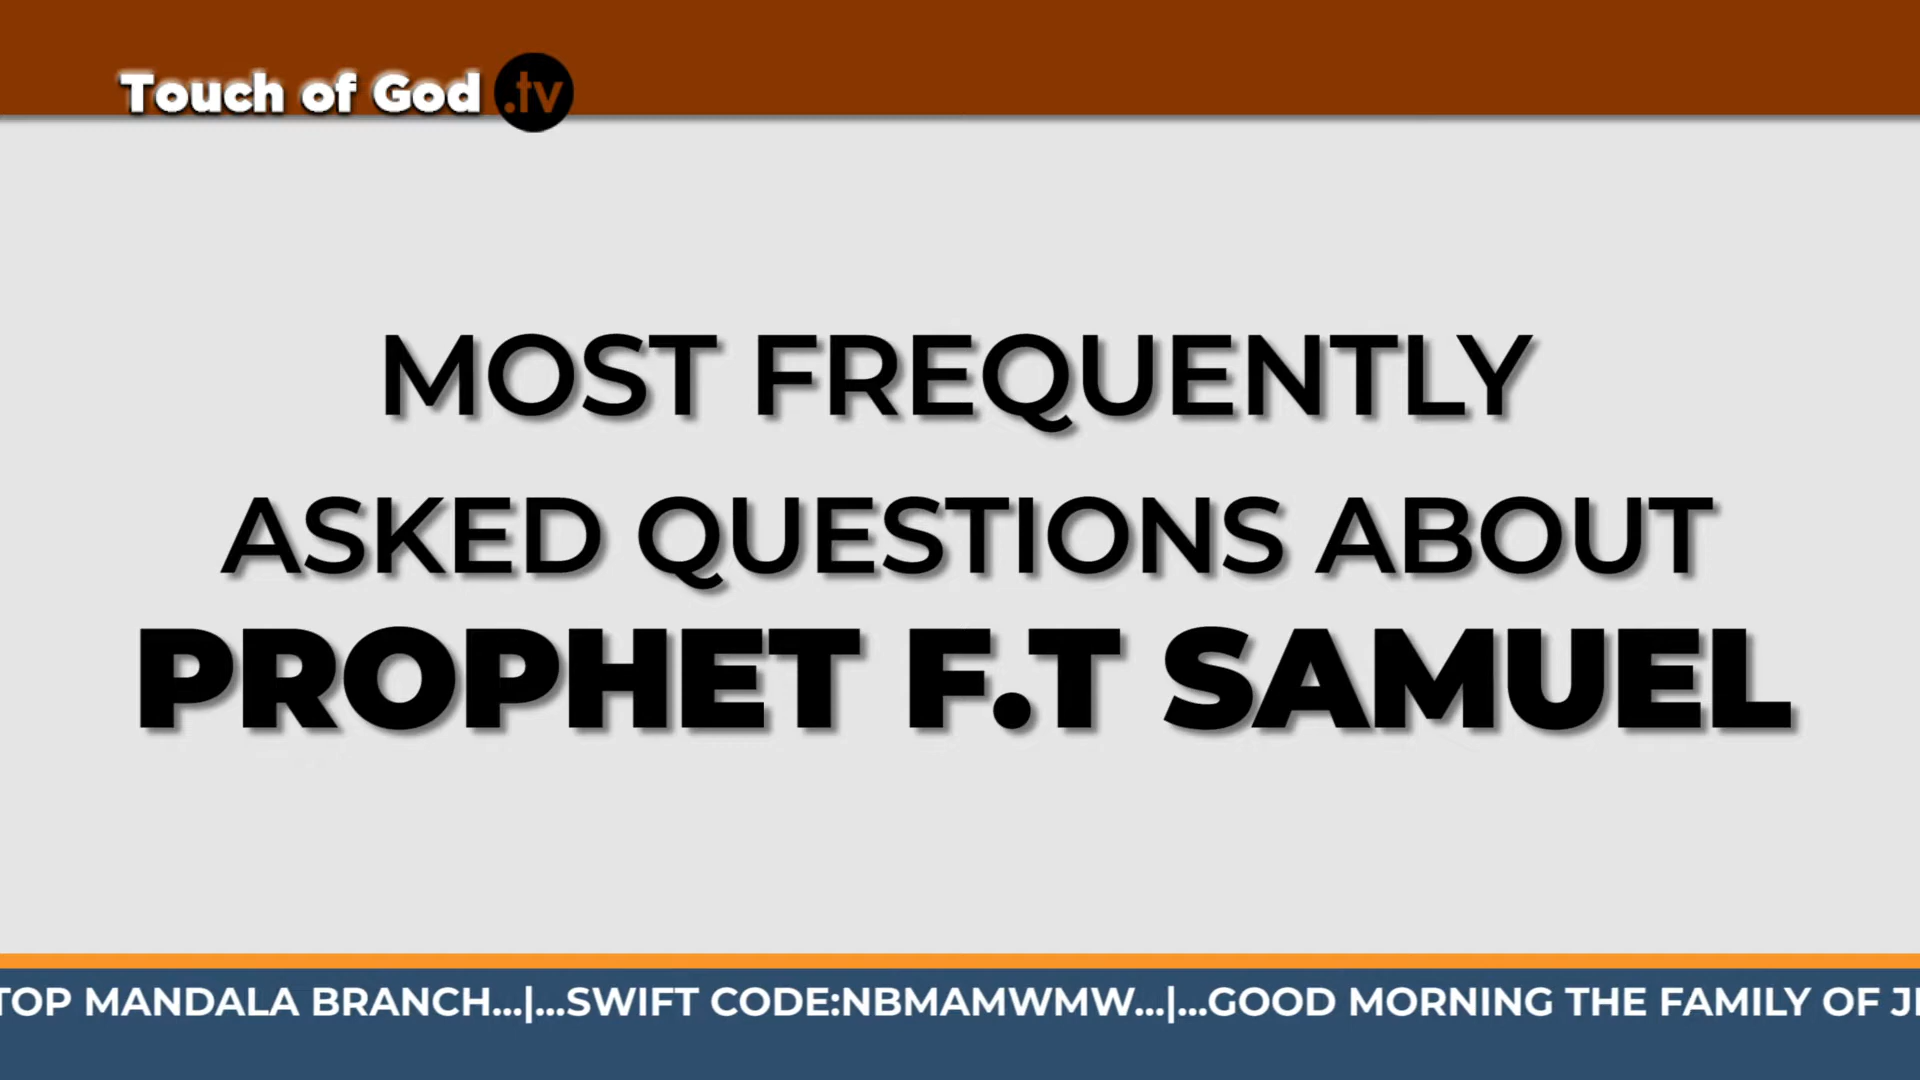 Touch of God .tv
MOST FREQUENTLY
ASKED QUESTIONS ABOUT
PROPHET F.T SAMUEL
TOP MANDALA BRANCH...|...SWIFT CODE:NBMAMWMW...|...GOOD MORNING THE FAMILY OF